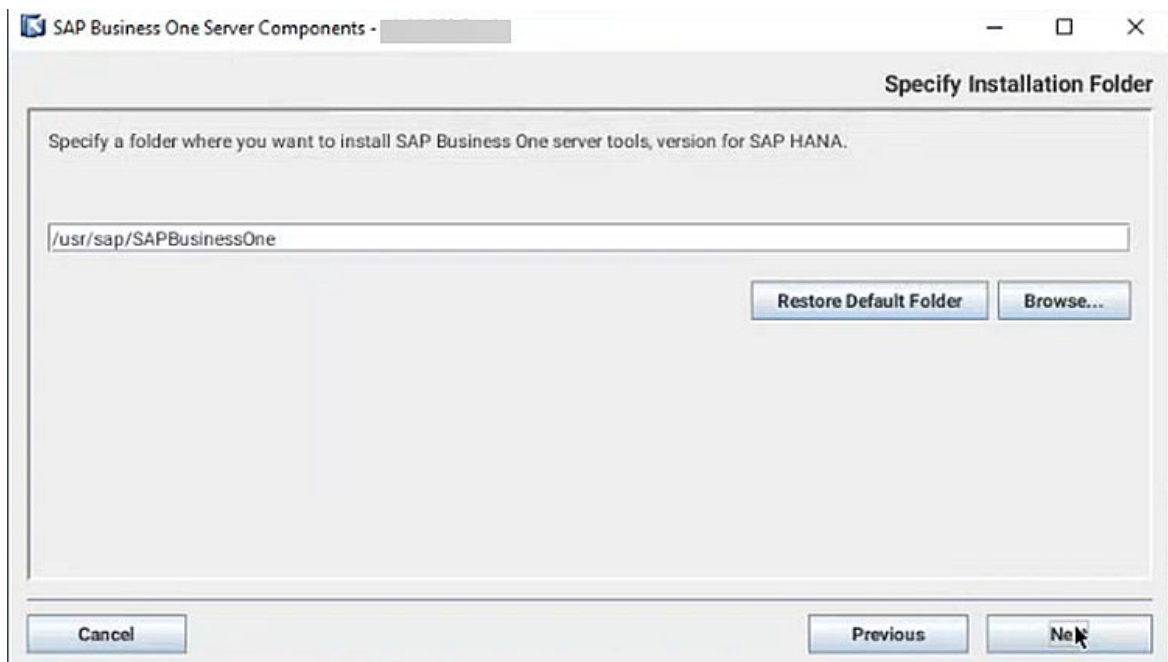 SAP Business One Server Components -
Specify Installation Folder
Specify a folder where you want to install SAP Business One server tools, version for SAP HANA.
/usr/sap/SAPBusinessOne
Restore Default Folder
Browse...
Cancel
Previous